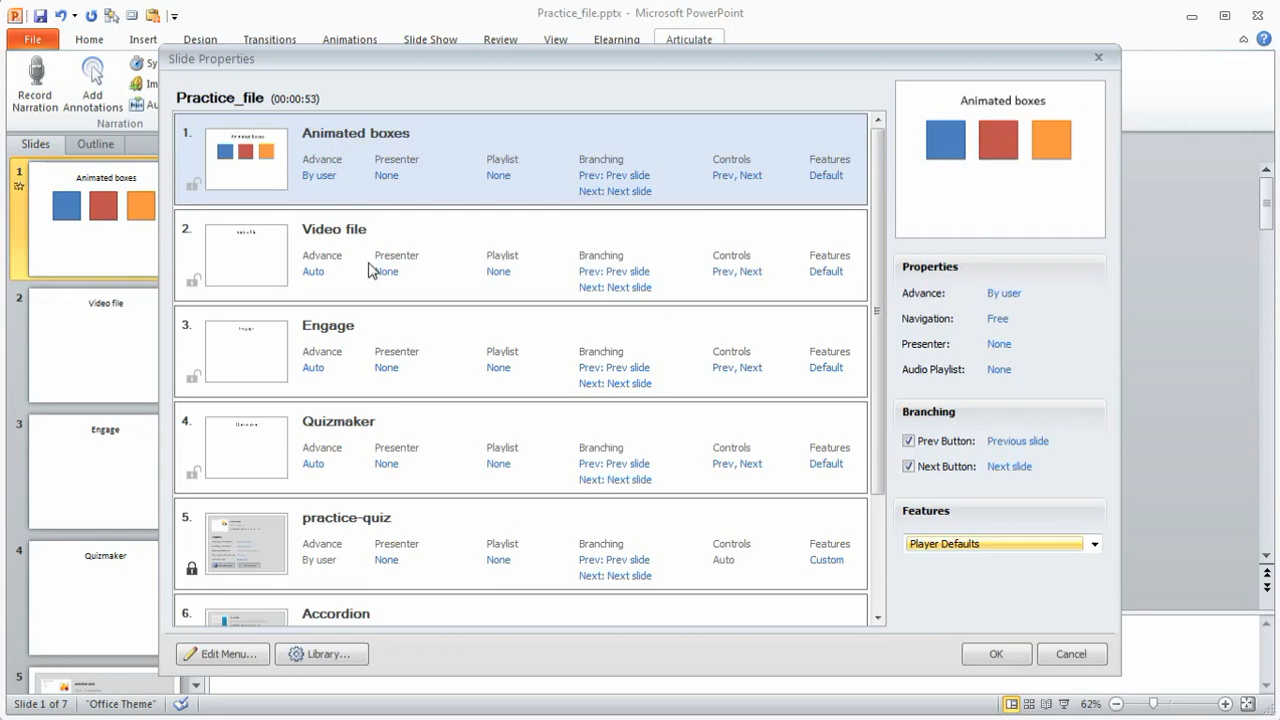 Practice_file.pptx - Microsoft PowerPoint
File Home Insert Design Transitions Animations Slide Show Review View Elearning Articulate
Record Narration
Add Annotations
Narration
Slides Outline
1
Animated boxes
2
Video file
3
Engage
4
Quizmaker
5
Slide Properties
Practice_file (00:00:53)
1. Animated boxes
Advance Presenter Playlist Branching Controls Features
By user None None Prev: Prev slide Prev, Next Default
Next: Next slide
2. Video file
Advance Presenter Playlist Branching Controls Features
Auto None None Prev: Prev slide Prev, Next Default
Next: Next slide
3. Engage
Advance Presenter Playlist Branching Controls Features
Auto None None Prev: Prev slide Prev, Next Default
Next: Next slide
4. Quizmaker
Advance Presenter Playlist Branching Controls Features
Auto None None Prev: Prev slide Prev, Next Default
Next: Next slide
5. practice-quiz
Advance Presenter Playlist Branching Controls Features
By user None None Prev: Prev slide Auto Custom
Next: Next slide
6. Accordion
Edit Menu... Library...
Animated boxes
Properties
Advance: By user
Navigation: Free
Presenter: None
Audio Playlist: None
Branching
Prev Button: Previous slide
Next Button: Next slide
Features
Player Defaults
OK Cancel
Slide 1 of 7 "Office Theme" 62%